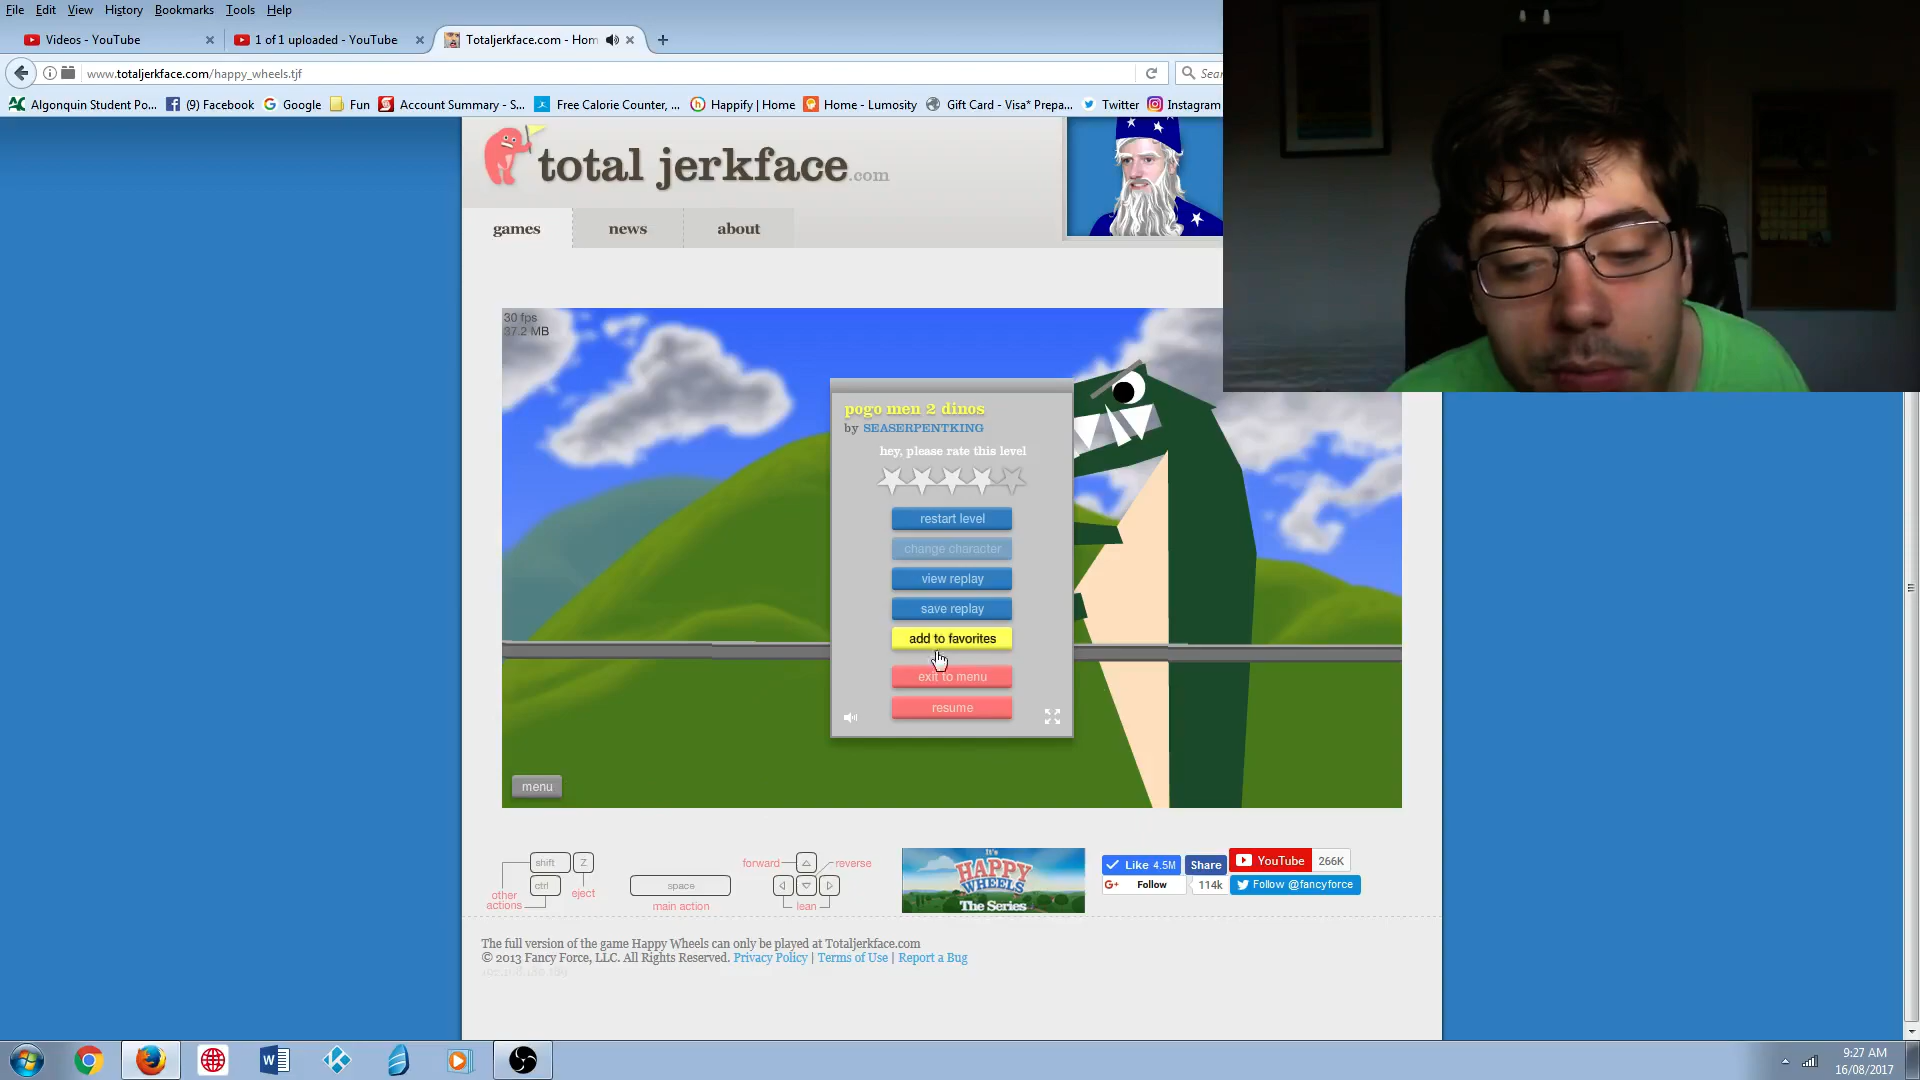 File Edit View History Bookmarks Tools Help
Videos - YouTube
1 of 1 uploaded - YouTube
Totaljerkface.com - Hom
www.totaljerkface.com/happy_wheels.tjf
Sear
Algonquin Student Po...
(9) Facebook
Google
Fun
Account Summary - S...
Free Calorie Counter, ...
Happify | Home
Home - Lumosity
Gift Card - Visa* Prepa...
Twitter
Instagram
total jerkface.com
games
news
about
30 fps
37.2 MB
pogo men 2 dinos
by SEASERPENTKING
hey, please rate this level
restart level
change character
view replay
save replay
add to favorites
exit to menu
resume
menu
shift Z
ctrl
other actions
eject
space
main action
forward
reverse
lean
It's
HAPPY
WHEELS
The Series
Like 4.5M
Share
YouTube 266K
Follow 114k
Follow @fancyforce
The full version of the game Happy Wheels can only be played at Totaljerkface.com
© 2013 Fancy Force, LLC. All Rights Reserved. Privacy Policy | Terms of Use | Report a Bug
9:27 AM
16/08/2017